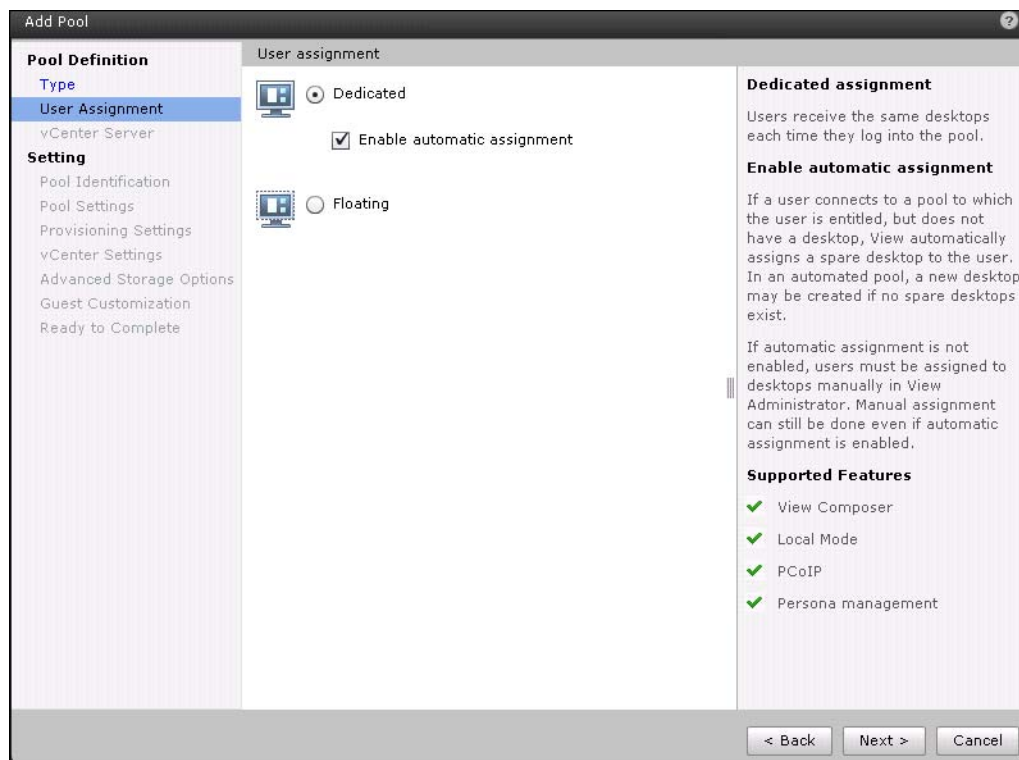 Add Pool
?
Pool Definition
Type
User Assignment
vCenter Server
Setting
Pool Identification
Pool Settings
Provisioning Settings
vCenter Settings
Advanced Storage Options
Guest Customization
Ready to Complete
User assignment
Dedicated
Enable automatic assignment
Floating
Dedicated assignment
Users receive the same desktops
each time they log into the pool.
Enable automatic assignment
If a user connects to a pool to which
the user is entitled, but does not
have a desktop, View automatically
assigns a spare desktop to the user.
In an automated pool, a new desktop
may be created if no spare desktops
exist.
If automatic assignment is not
enabled, users must be assigned to
desktops manually in View
Administrator. Manual assignment
can still be done even if automatic
assignment is enabled.
Supported Features
View Composer
Local Mode
PCoIP
Persona management
< Back
Next >
Cancel